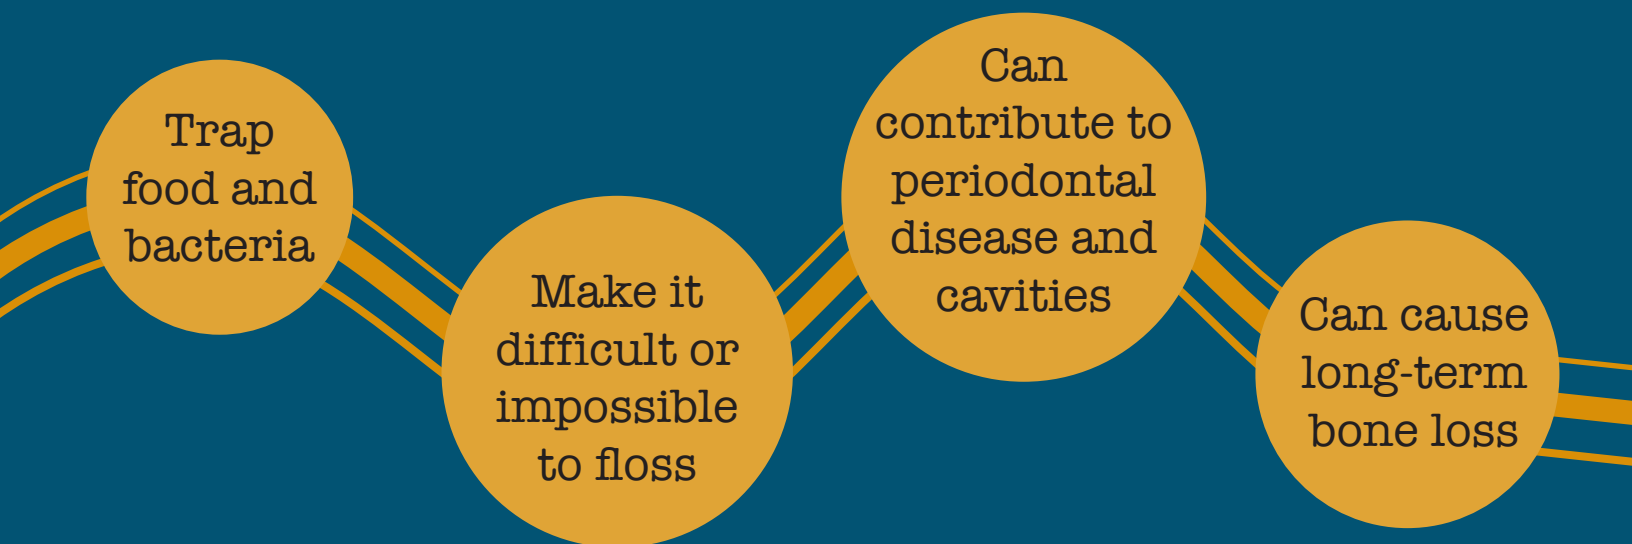 Trap
food and
bacteria
Make it
difficult or
impossible
to floss
Can
contribute to
periodontal
disease and
cavities
Can cause
long-term
bone loss